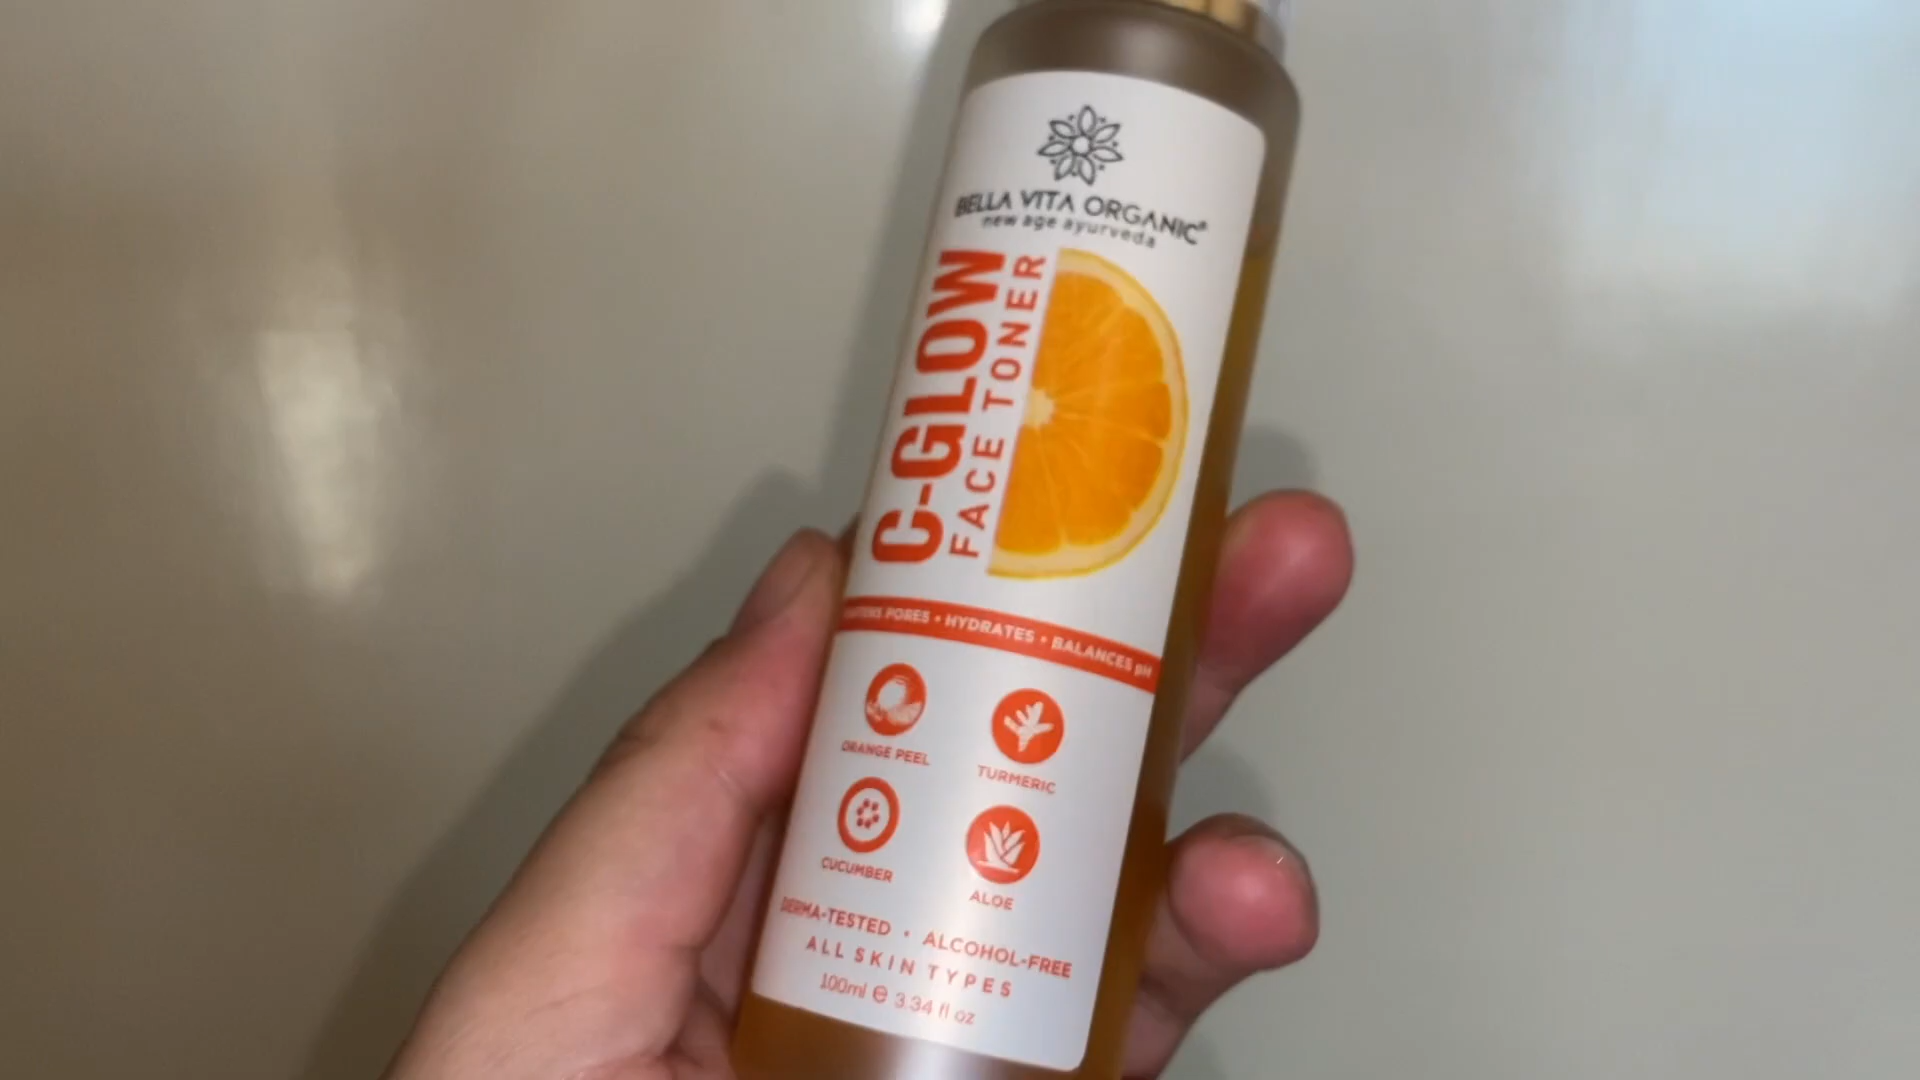 BELLA VITA ORGANIC®
new age ayurveda
C-GLOW
FACE TONER
PORES • HYDRATES • BALANCES pH
ORANGE PEEL
TURMERIC
CUCUMBER
ALOE
DERMA-TESTED • ALCOHOL-FREE
ALL SKIN TYPES
100ml ℮ 3.34 fl oz